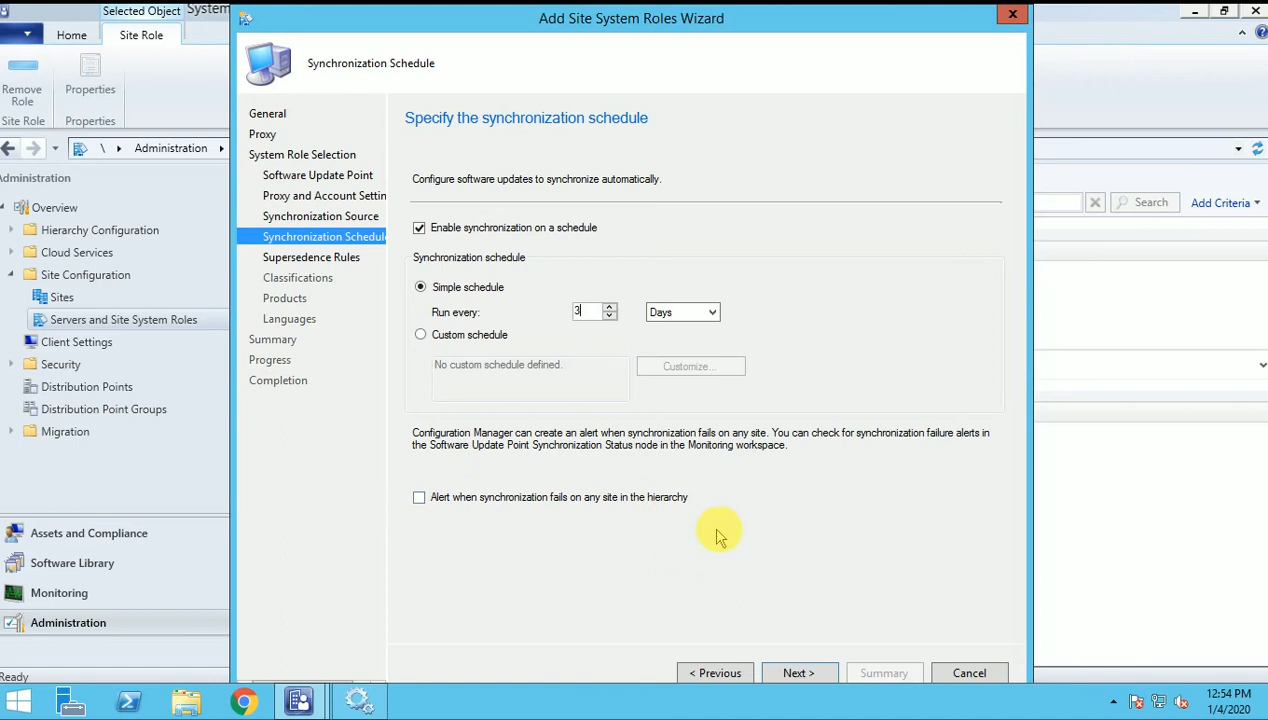 Selected Object
System
Add Site System Roles Wizard
Home
Site Role
Remove
Role
Properties
Site Role
Properties
\
Administration
Administration
Overview
Hierarchy Configuration
Cloud Services
Site Configuration
Sites
Servers and Site System Roles
Client Settings
Security
Distribution Points
Distribution Point Groups
Migration
Assets and Compliance
Software Library
Monitoring
Administration
Ready
Synchronization Schedule
General
Proxy
System Role Selection
Software Update Point
Proxy and Account Settin
Synchronization Source
Synchronization Schedule
Supersedence Rules
Classifications
Products
Languages
Summary
Progress
Completion
Specify the synchronization schedule
Configure software updates to synchronize automatically.
Enable synchronization on a schedule
Synchronization schedule
Simple schedule
Run every:
3
Days
Custom schedule
No custom schedule defined.
Customize...
Configuration Manager can create an alert when synchronization fails on any site. You can check for synchronization failure alerts in
the Software Update Point Synchronization Status node in the Monitoring workspace.
Alert when synchronization fails on any site in the hierarchy
< Previous
Next >
Summary
Cancel
Search
Add Criteria
12:54 PM
1/4/2020